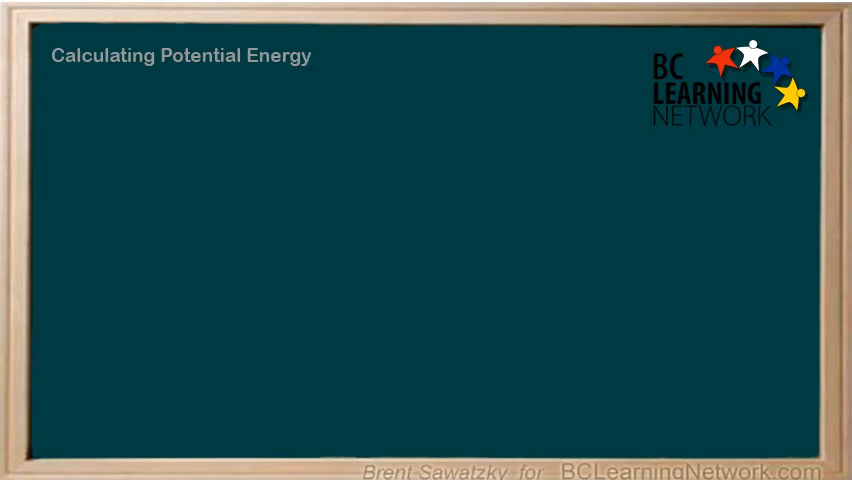 Calculating Potential Energy
BC
LEARNING
NETWORK
Brent Sawatzky for BCLearningNetwork.com